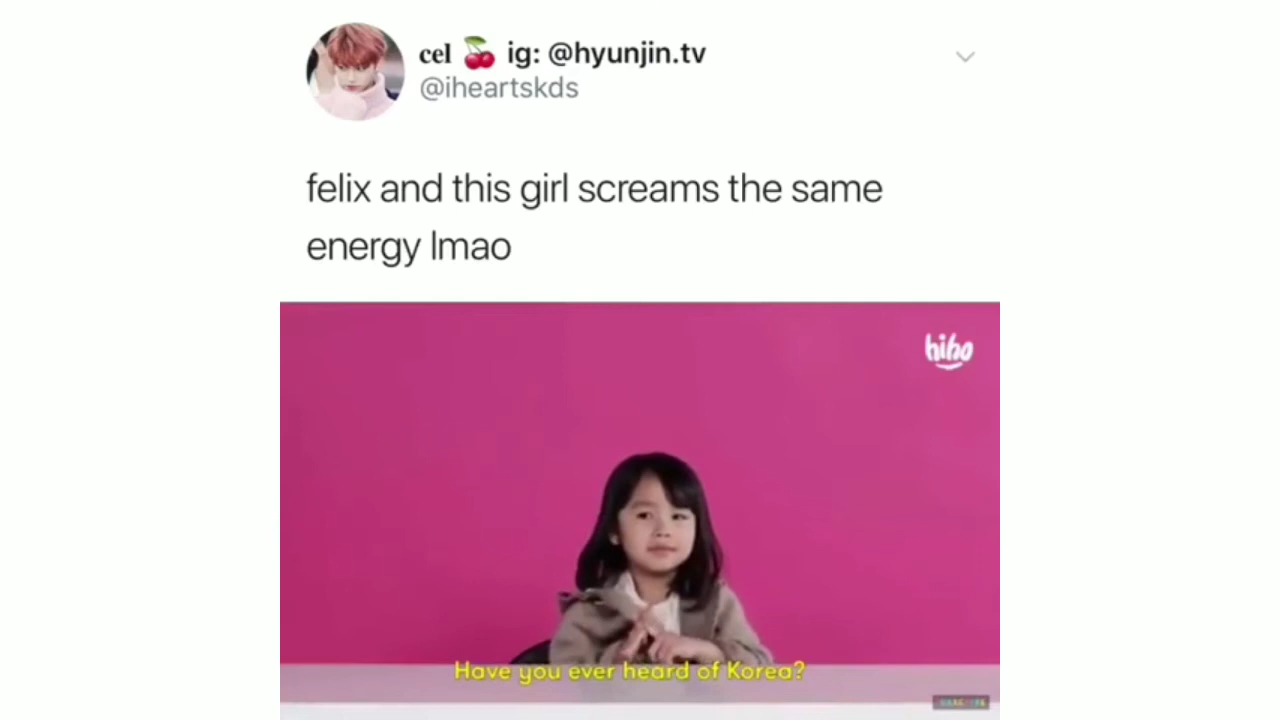 cel 🍒 ig: @hyunjin.tv
@iheartskds
felix and this girl screams the same
energy lmao
hiho
Have you ever heard of Korea?